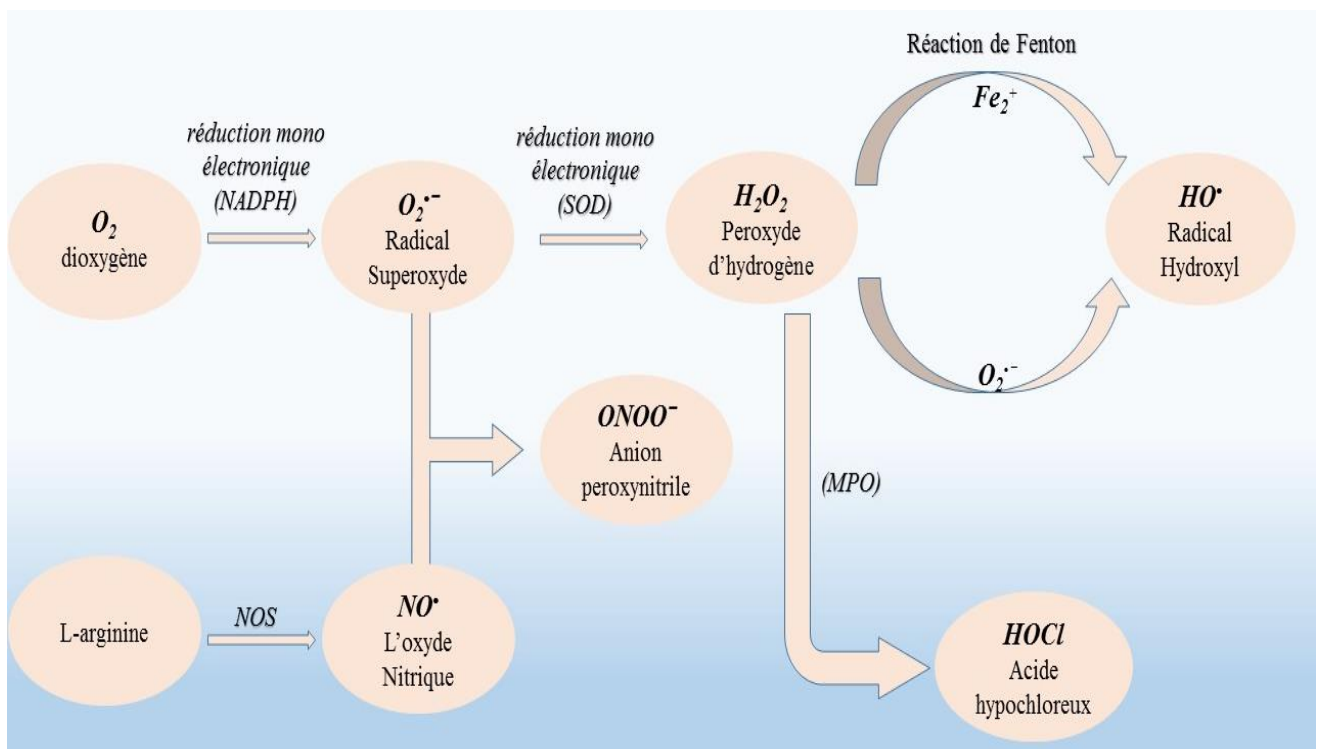 Réaction de Fenton
Fe₂⁺
réduction mono
électronique
(NADPH)
réduction mono
électronique
(SOD)
O₂
dioxygène
O₂•⁻
Radical
Superoxyde
H₂O₂
Peroxyde
d’hydrogène
HO•
Radical
Hydroxyl
O₂•⁻
ONOO⁻
Anion
peroxynitrile
(MPO)
L-arginine
NOS
NO•
L’oxyde
Nitrique
HOCl
Acide
hypochloreux